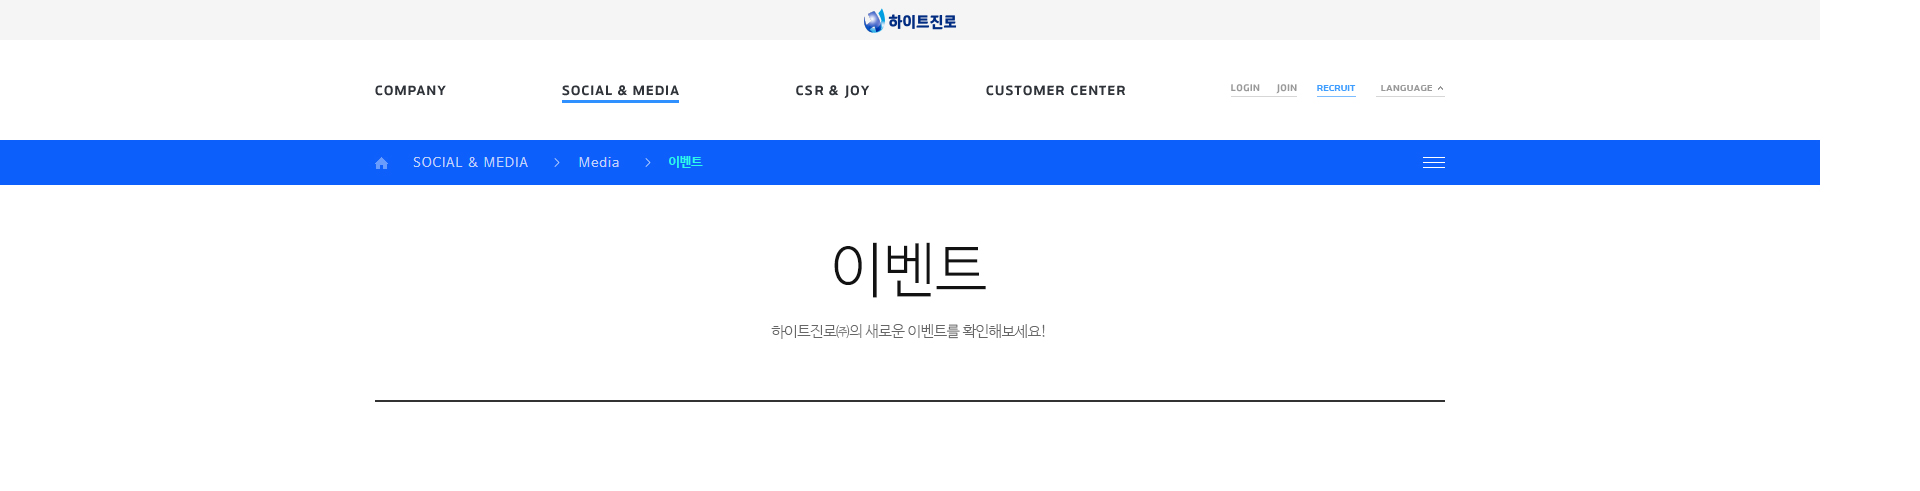 하이트진로
COMPANY SOCIAL & MEDIA CSR & JOY CUSTOMER CENTER LOGIN JOIN RECRUIT LANGUAGE
SOCIAL & MEDIA > Media > 이벤트
이벤트
하이트진로㈜의 새로운 이벤트를 확인해보세요!